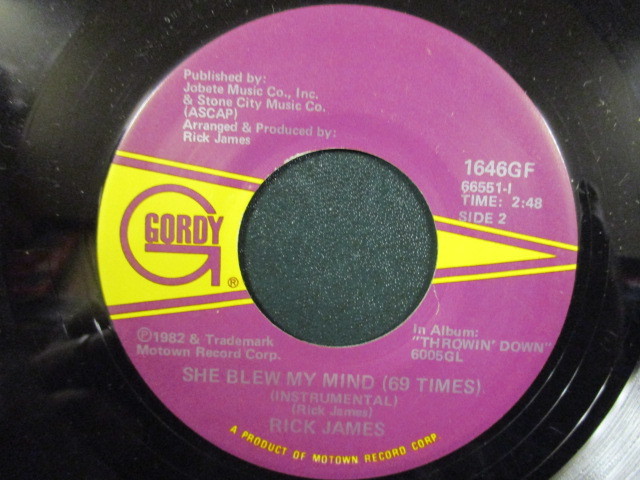 Published by:
Jobete Music Co., Inc.
& Stone City Music Co.
(ASCAP)
Arranged & Produced by:
Rick James
1646GF
66551-I
TIME: 2:48
SIDE 2
GORDY
®
℗1982 & Trademark
Motown Record Corp.
In Album:
"THROWIN' DOWN"
6005GL
SHE BLEW MY MIND (69 TIMES)
(INSTRUMENTAL)
(Rick James)
RICK JAMES
A PRODUCT OF MOTOWN RECORD CORP.